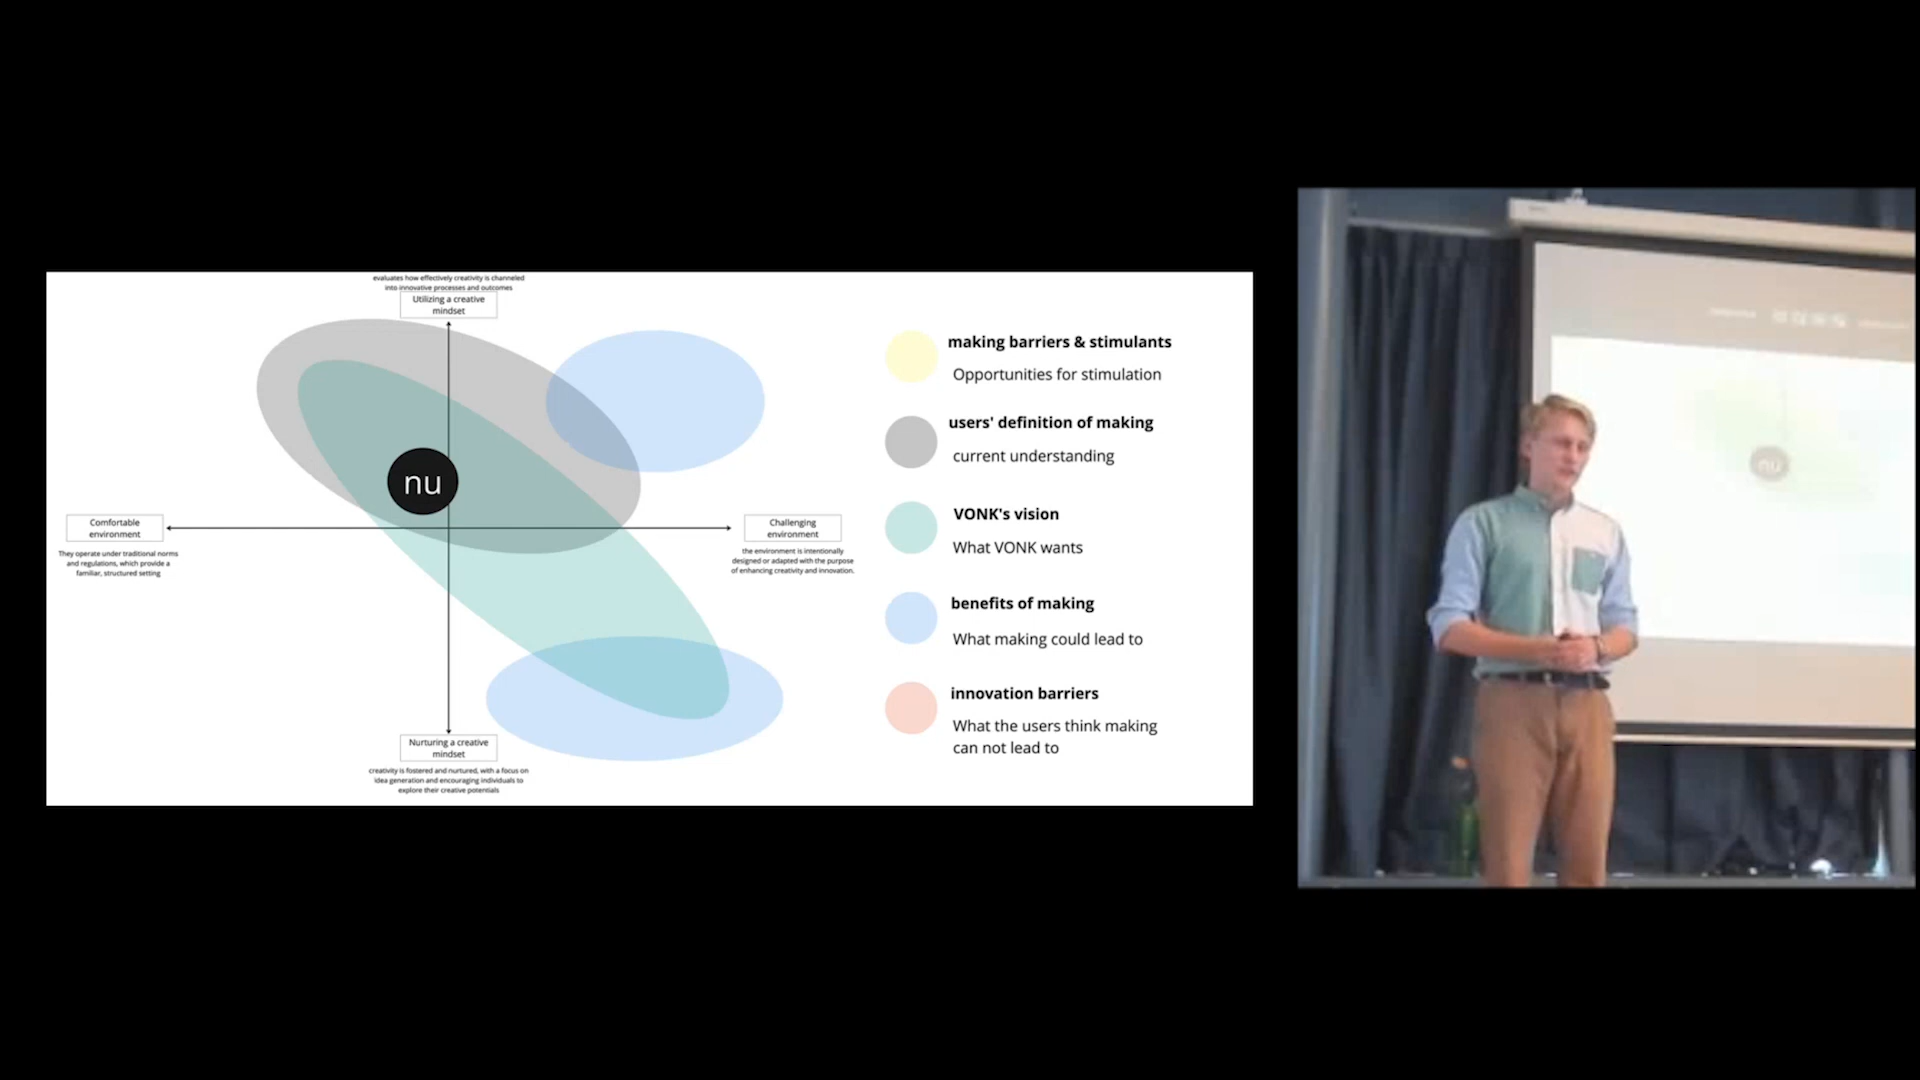 evaluates how effectively creativity is channeled
into innovative processes and outcomes
Utilizing a creative
mindset
nu
Comfortable
environment
They operate under traditional norms
and regulations, which provide a
familiar, structured setting
Challenging
environment
the environment is intentionally
designed or adapted with the purpose
of enhancing creativity and innovation.
Nurturing a creative
mindset
creativity is fostered and nurtured, with a focus on
idea generation and encouraging individuals to
explore their creative potentials
making barriers & stimulants
Opportunities for stimulation
users' definition of making
current understanding
VONK's vision
What VONK wants
benefits of making
What making could lead to
innovation barriers
What the users think making
can not lead to
nu